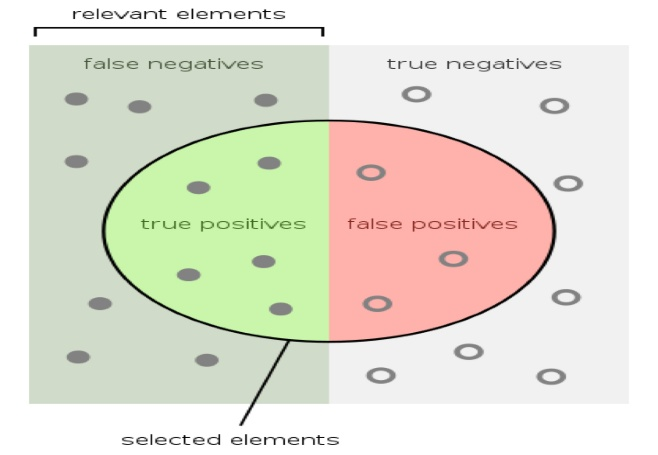 relevant elements
false negatives
true negatives
true positives
false positives
selected elements